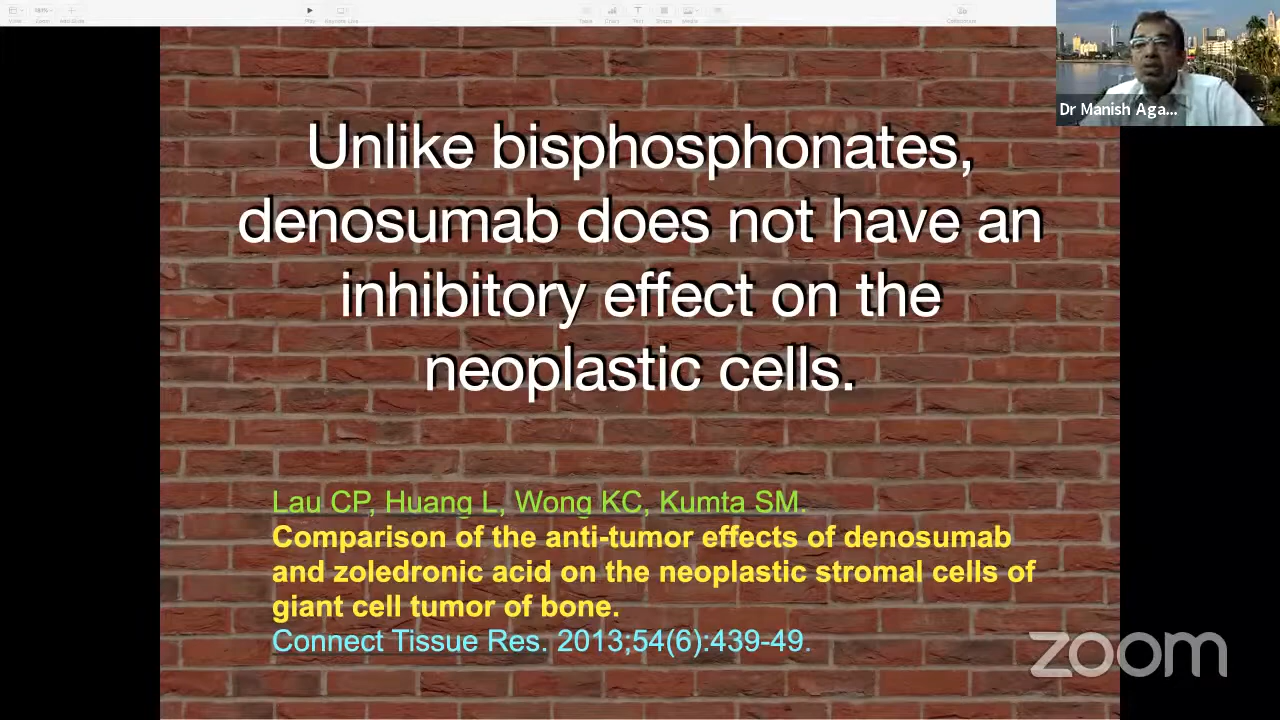 Dr Manish Aga...
Unlike bisphosphonates,
denosumab does not have an
inhibitory effect on the
neoplastic cells.
Lau CP, Huang L, Wong KC, Kumta SM.
Comparison of the anti-tumor effects of denosumab
and zoledronic acid on the neoplastic stromal cells of
giant cell tumor of bone.
Connect Tissue Res. 2013;54(6):439-49.
zoom